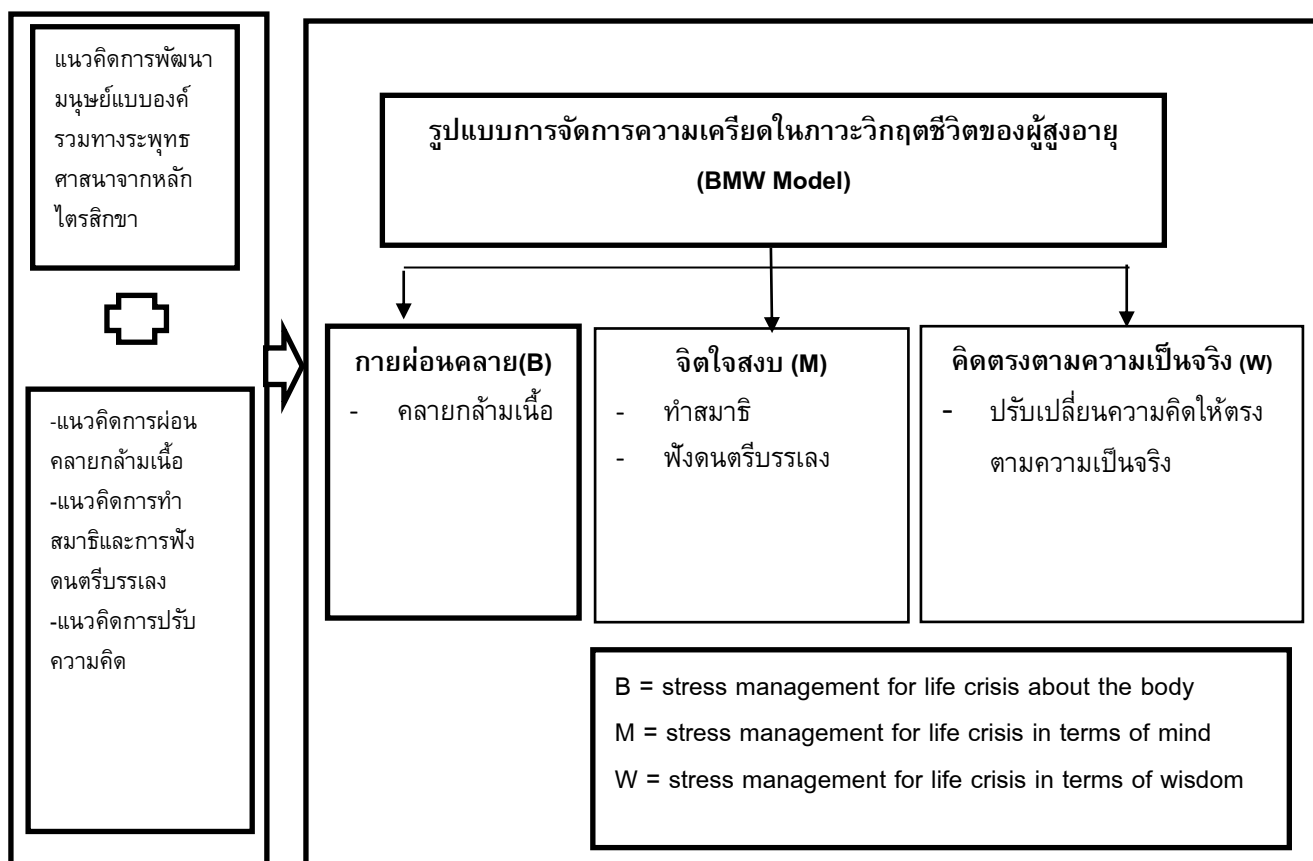 แนวคิดการพัฒนา
มนุษย์แบบองค์
รวมทางระพุทธ
ศาสนาจากหลัก
ไตรสิกขา
-แนวคิดการผ่อน
คลายกล้ามเนื้อ
-แนวคิดการทำ
สมาธิและการฟัง
ดนตรีบรรเลง
-แนวคิดการปรับ
ความคิด
รูปแบบการจัดการความเครียดในภาวะวิกฤตชีวิตของผู้สูงอายุ
(BMW Model)
กายผ่อนคลาย(B)
- คลายกล้ามเนื้อ
จิตใจสงบ (M)
- ทำสมาธิ
- ฟังดนตรีบรรเลง
คิดตรงตามความเป็นจริง (W)
- ปรับเปลี่ยนความคิดให้ตรง
ตามความเป็นจริง
B = stress management for life crisis about the body
M = stress management for life crisis in terms of mind
W = stress management for life crisis in terms of wisdom